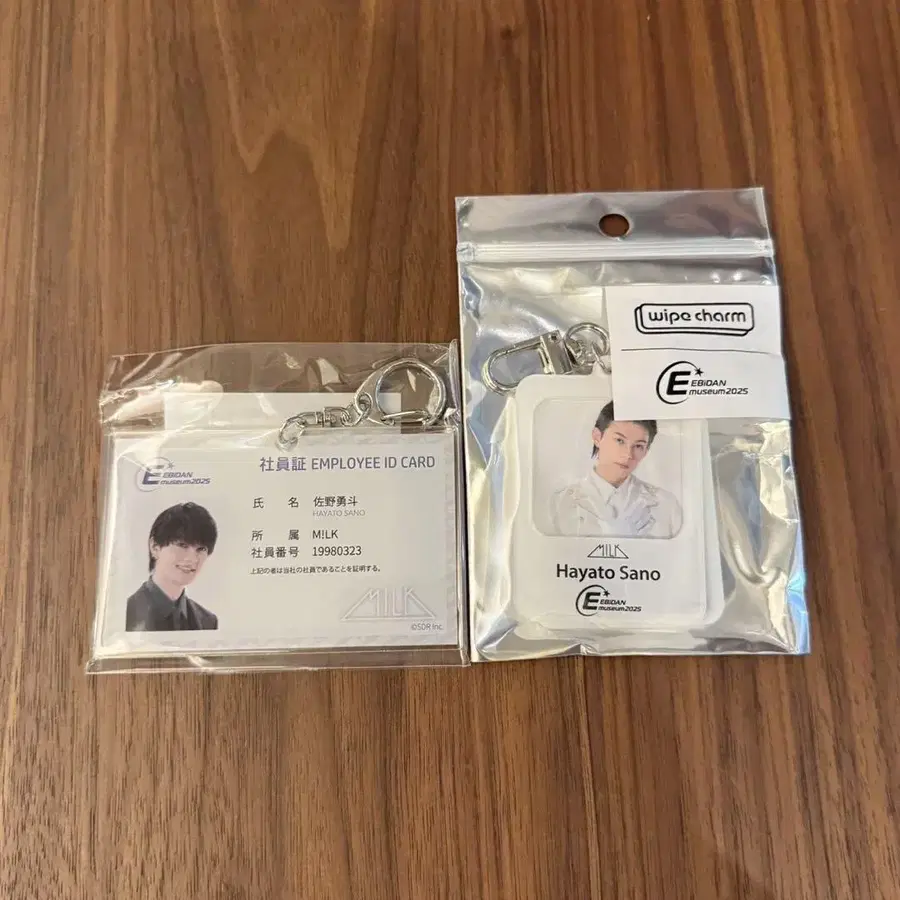 EBiDAN
museum2025
社員証 EMPLOYEE ID CARD
氏 名 佐野勇斗
HAYATO SANO
所 属 M!LK
社員番号 19980323
上記の者は当社の社員であることを証明する。
M!LK
©SDR Inc.
wipe charm
EBiDAN
museum2025
M!LK
Hayato Sano
EBiDAN
museum2025